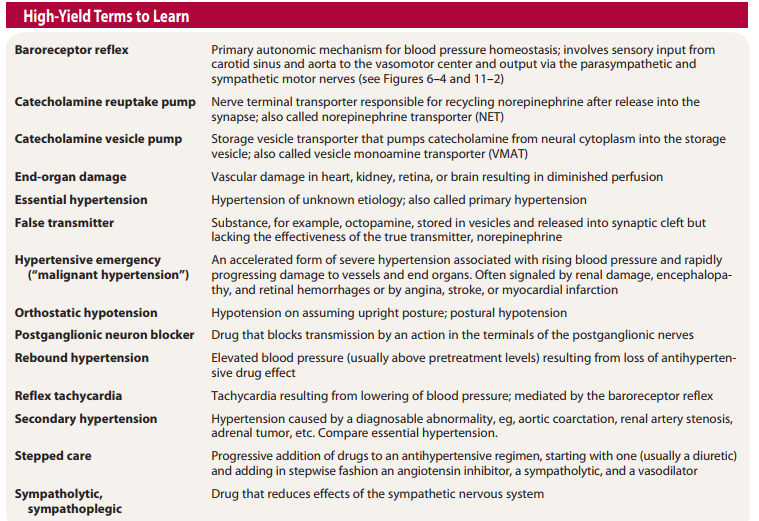 High-Yield Terms to Learn
Baroreceptor reflex Primary autonomic mechanism for blood pressure homeostasis; involves sensory input from
carotid sinus and aorta to the vasomotor center and output via the parasympathetic and
sympathetic motor nerves (see Figures 6–4 and 11–2)
Catecholamine reuptake pump Nerve terminal transporter responsible for recycling norepinephrine after release into the
synapse; also called norepinephrine transporter (NET)
Catecholamine vesicle pump Storage vesicle transporter that pumps catecholamine from neural cytoplasm into the storage
vesicle; also called vesicle monoamine transporter (VMAT)
End-organ damage Vascular damage in heart, kidney, retina, or brain resulting in diminished perfusion
Essential hypertension Hypertension of unknown etiology; also called primary hypertension
False transmitter Substance, for example, octopamine, stored in vesicles and released into synaptic cleft but
lacking the effectiveness of the true transmitter, norepinephrine
Hypertensive emergency An accelerated form of severe hypertension associated with rising blood pressure and rapidly
(“malignant hypertension”) progressing damage to vessels and end organs. Often signaled by renal damage, encephalopa-
thy, and retinal hemorrhages or by angina, stroke, or myocardial infarction
Orthostatic hypotension Hypotension on assuming upright posture; postural hypotension
Postganglionic neuron blocker Drug that blocks transmission by an action in the terminals of the postganglionic nerves
Rebound hypertension Elevated blood pressure (usually above pretreatment levels) resulting from loss of antihyperten-
sive drug effect
Reflex tachycardia Tachycardia resulting from lowering of blood pressure; mediated by the baroreceptor reflex
Secondary hypertension Hypertension caused by a diagnosable abnormality, eg, aortic coarctation, renal artery stenosis,
adrenal tumor, etc. Compare essential hypertension.
Stepped care Progressive addition of drugs to an antihypertensive regimen, starting with one (usually a diuretic)
and adding in stepwise fashion an angiotensin inhibitor, a sympatholytic, and a vasodilator
Sympatholytic, Drug that reduces effects of the sympathetic nervous system
sympathoplegic